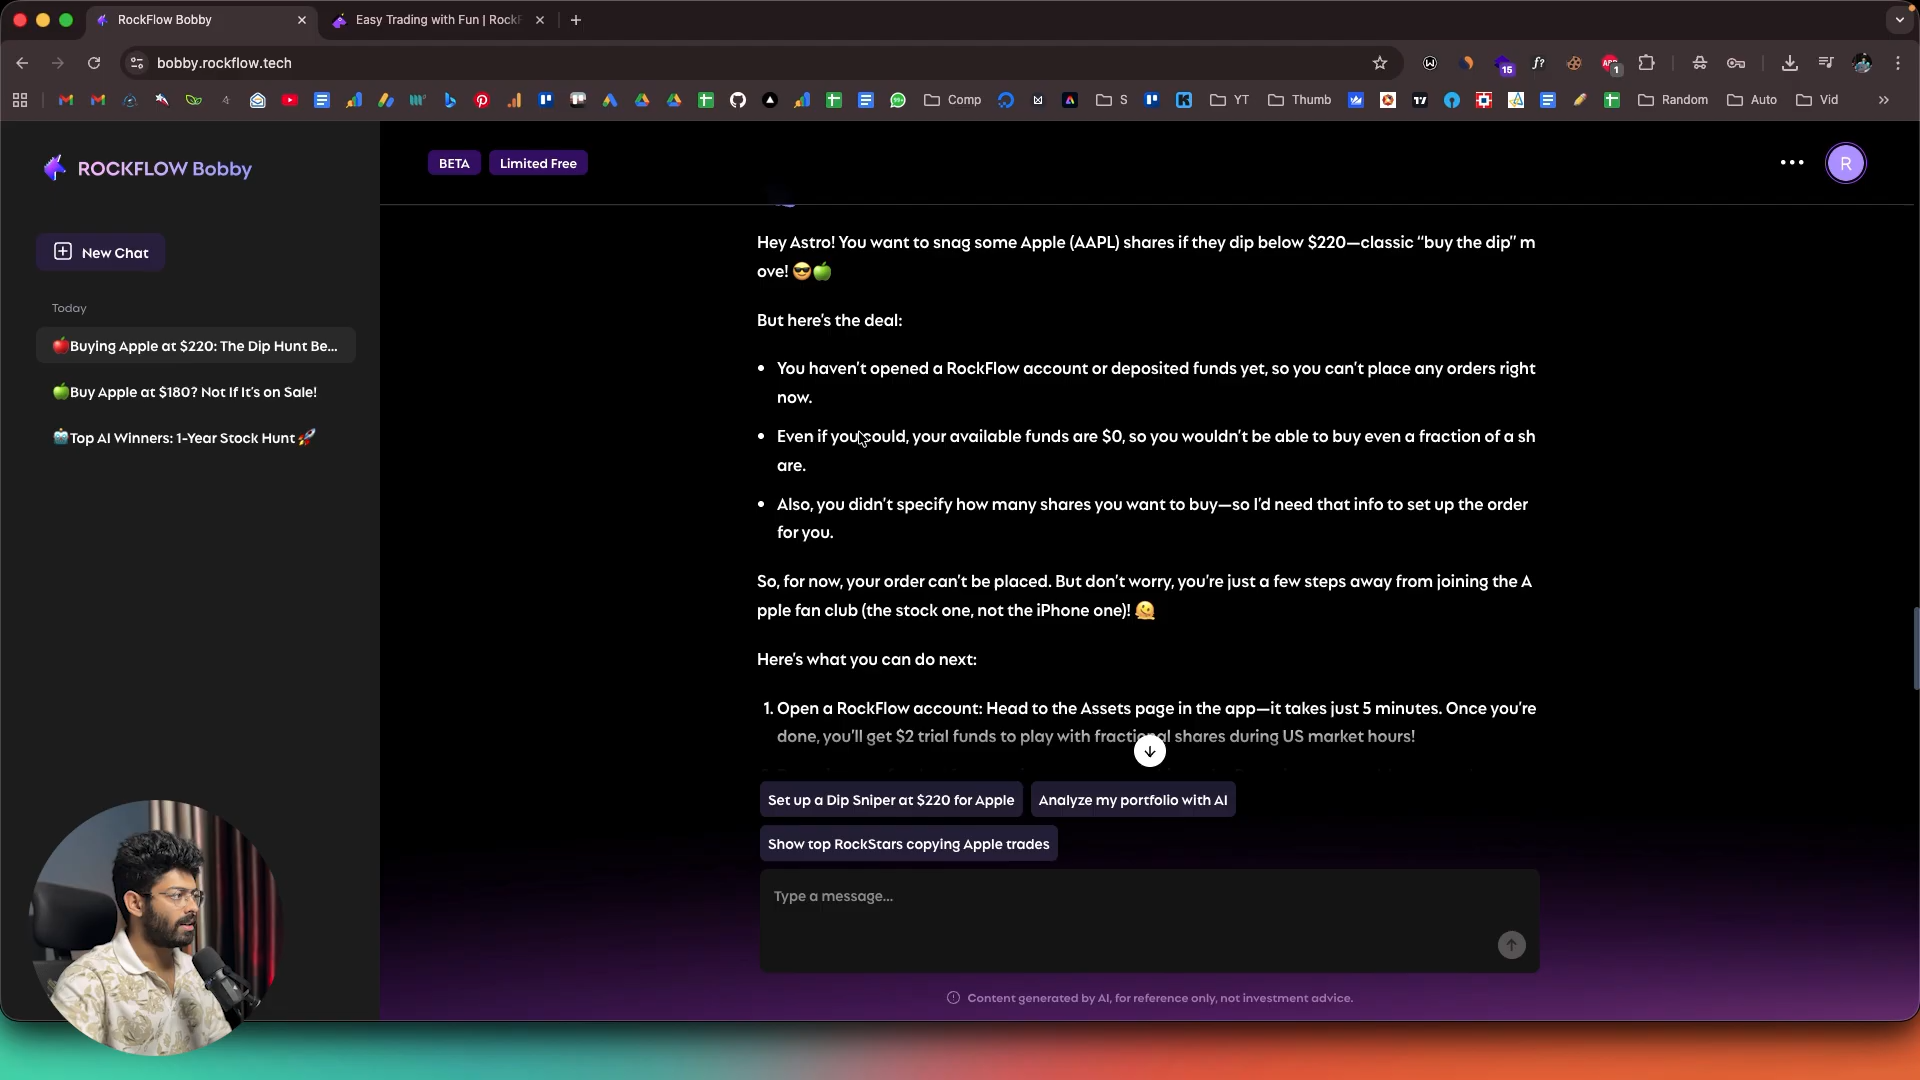 RockFlow Bobby
Easy Trading with Fun | RockF
bobby.rockflow.tech
15
f?
1
Comp
S
YT
Thumb
Random
Auto
Vid
ROCKFLOW Bobby
BETA
Limited Free
R
New Chat
Today
Buying Apple at $220: The Dip Hunt Be...
Buy Apple at $180? Not If It's on Sale!
Top AI Winners: 1-Year Stock Hunt 🚀
Hey Astro! You want to snag some Apple (AAPL) shares if they dip below $220—classic “buy the dip” m
ove! 😎🍏
But here's the deal:
• You haven't opened a RockFlow account or deposited funds yet, so you can't place any orders right
now.
• Even if you could, your available funds are $0, so you wouldn't be able to buy even a fraction of a sh
are.
• Also, you didn't specify how many shares you want to buy—so I'd need that info to set up the order
for you.
So, for now, your order can't be placed. But don't worry, you're just a few steps away from joining the A
pple fan club (the stock one, not the iPhone one)! 🫠
Here's what you can do next:
1. Open a RockFlow account: Head to the Assets page in the app—it takes just 5 minutes. Once you're
done, you'll get $2 trial funds to play with fractional shares during US market hours!
Set up a Dip Sniper at $220 for Apple
Analyze my portfolio with AI
Show top RockStars copying Apple trades
Type a message...
Content generated by AI, for reference only, not investment advice.